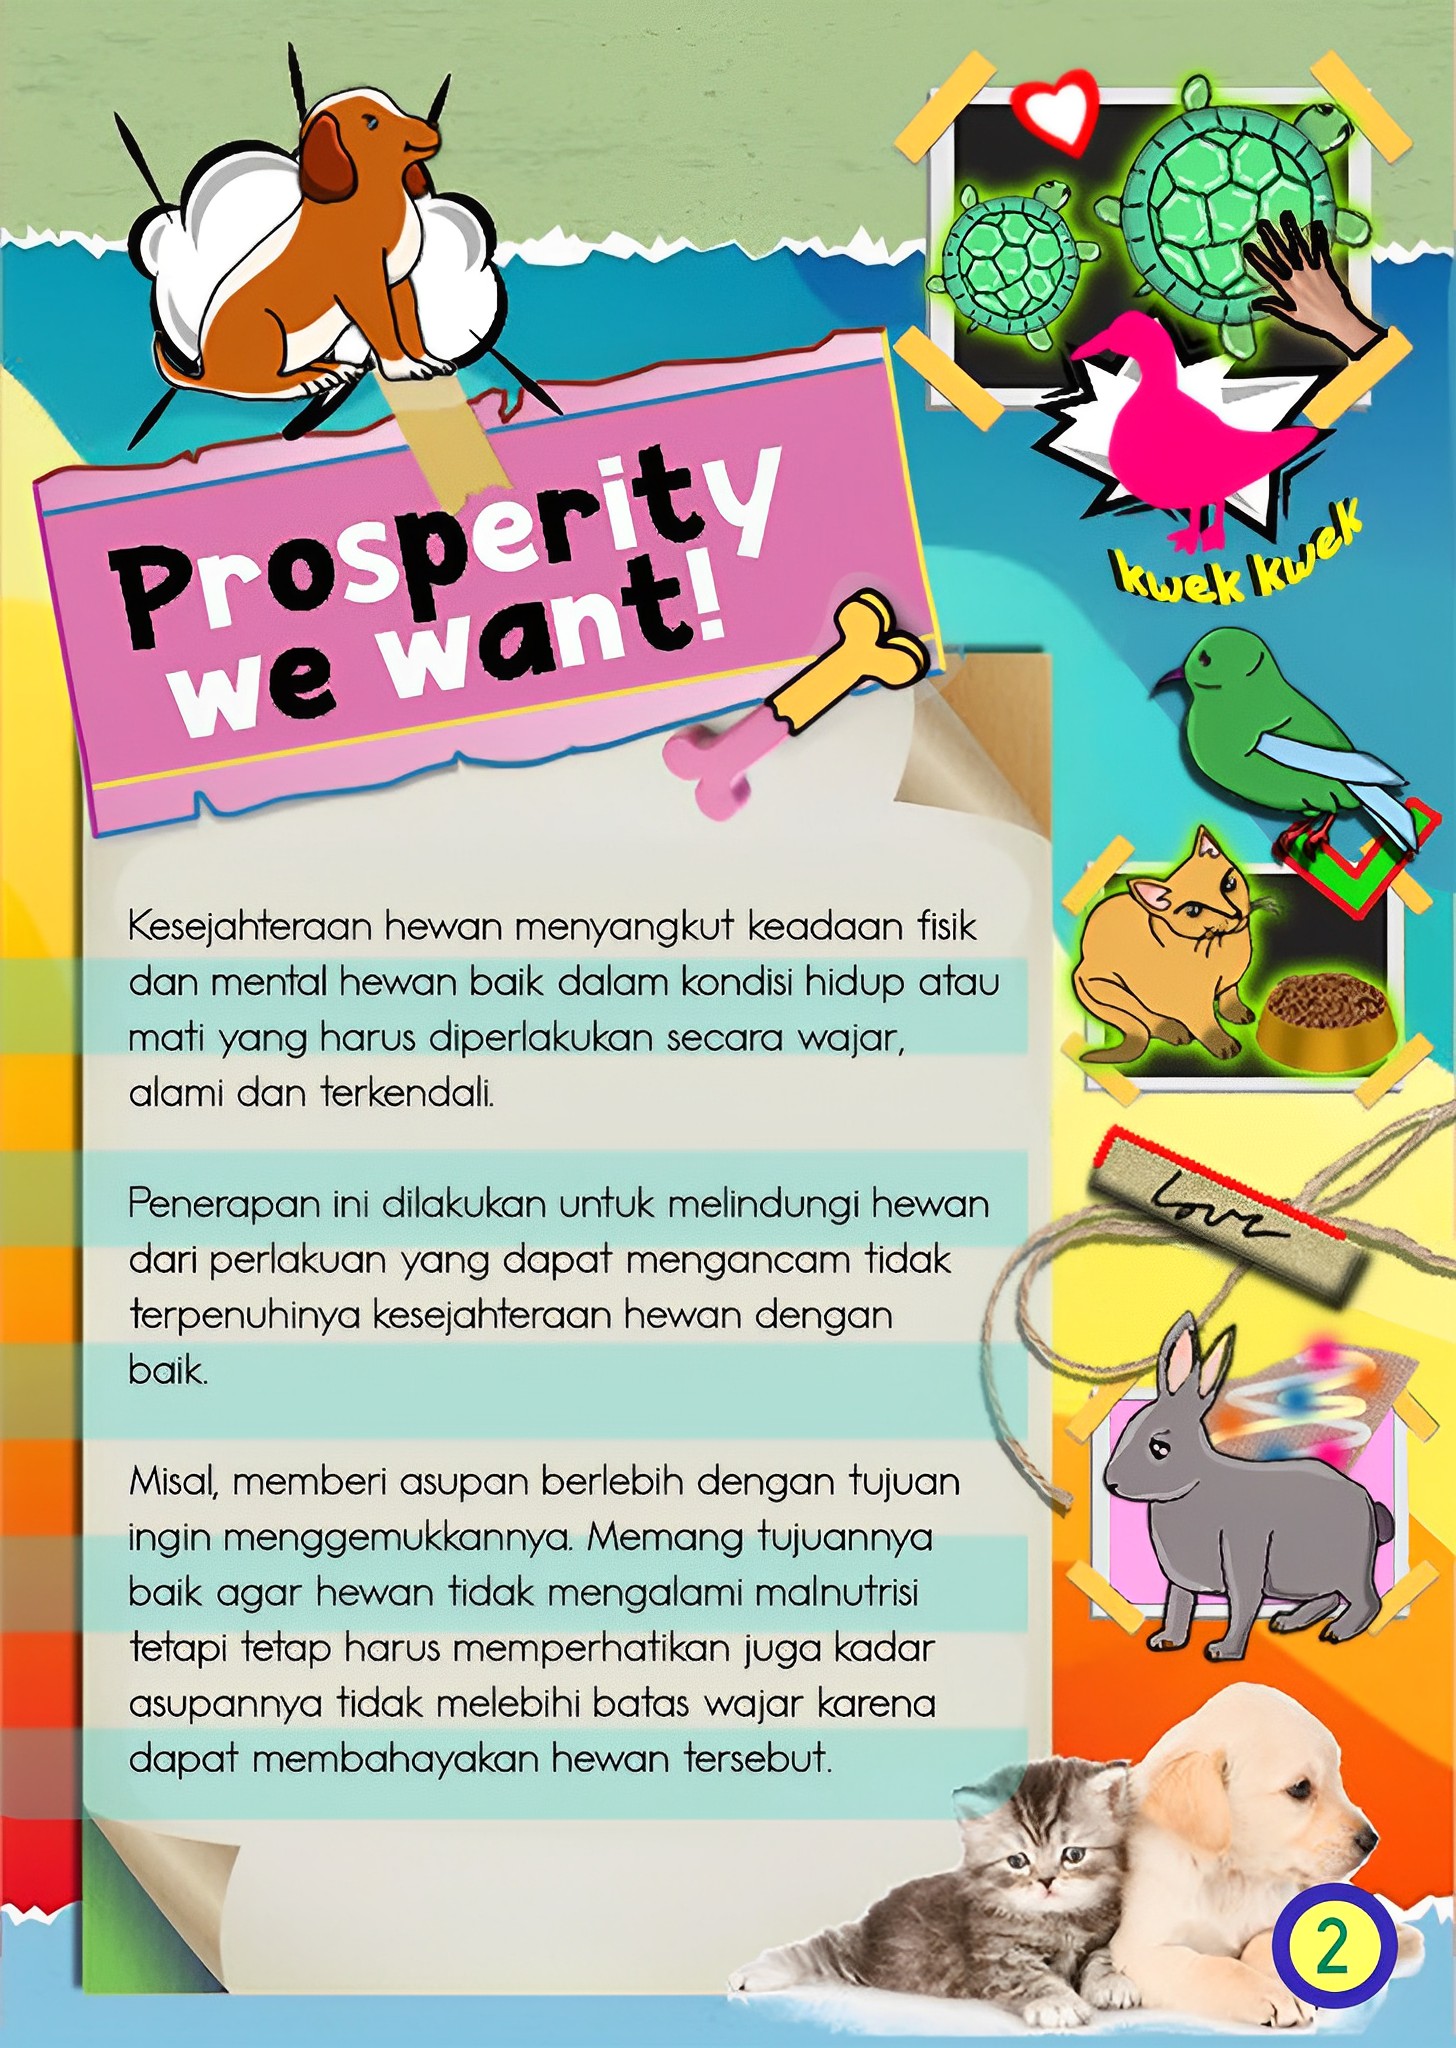 Prosperity
we want!
kwek kwek
Kesejahteraan hewan menyangkut keadaan fisik
dan mental hewan baik dalam kondisi hidup atau
mati yang harus diperlakukan secara wajar,
alami dan terkendali.
Penerapan ini dilakukan untuk melindungi hewan
dari perlakuan yang dapat mengancam tidak
terpenuhinya kesejahteraan hewan dengan
baik.
love
Misal, memberi asupan berlebih dengan tujuan
ingin menggemukkannya. Memang tujuannya
baik agar hewan tidak mengalami malnutrisi
tetapi tetap harus memperhatikan juga kadar
asupannya tidak melebihi batas wajar karena
dapat membahayakan hewan tersebut.
2